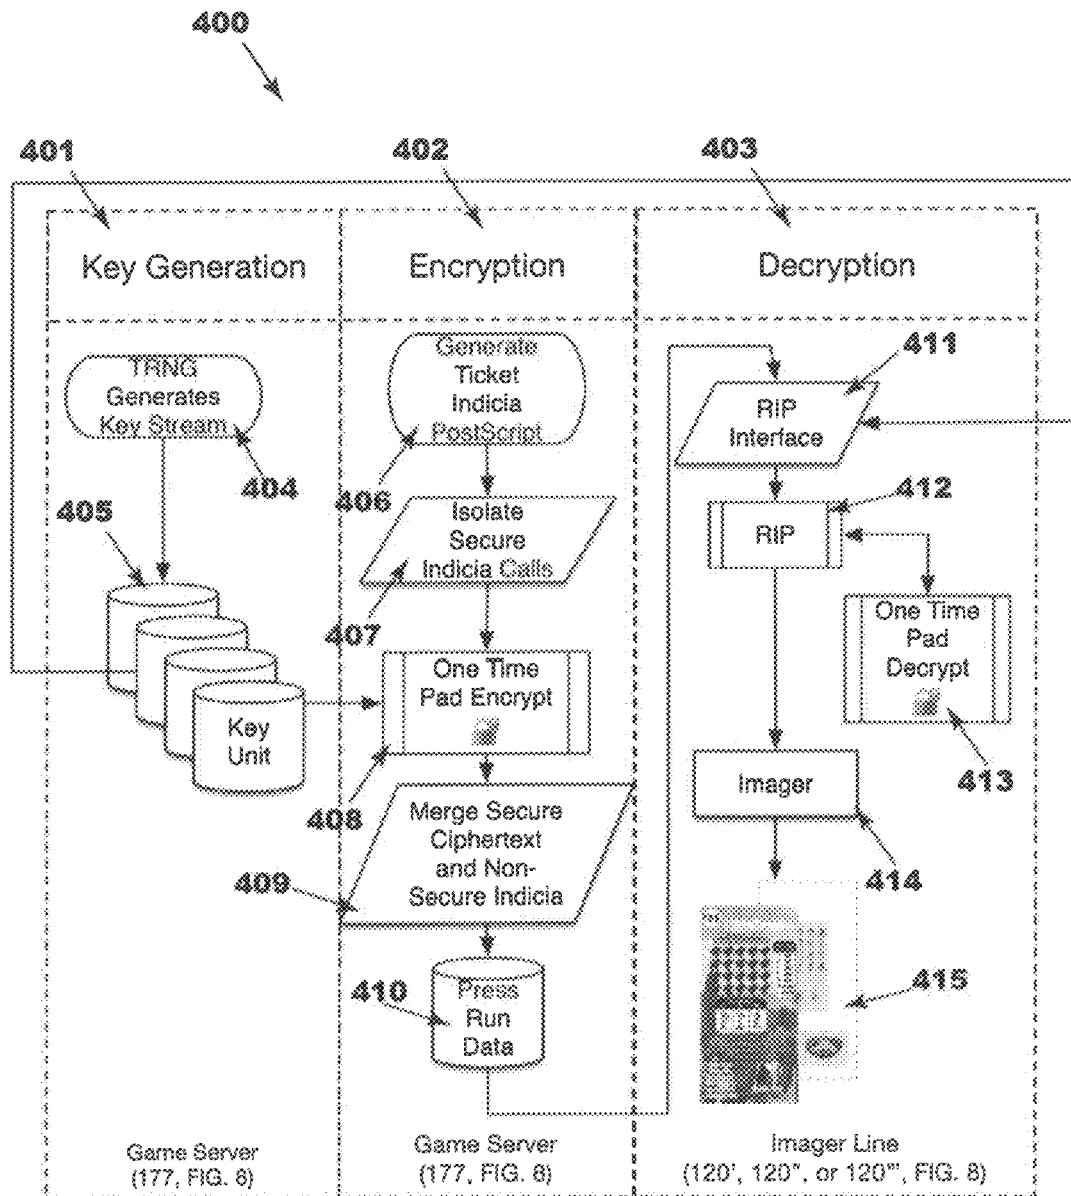 400
401
402
403
Key Generation
Encryption
Decryption
TRNG
Generates
Key Stream
404
405
Key
Unit
Generate
Ticket
Indicia
PostScript
406
Isolate
Secure
Indicia Calls
407
One Time
Pad Encrypt
408
Merge Secure
Ciphertext
and Non-
Secure Indicia
409
Press
Run
Data
410
RIP
Interface
411
RIP
412
One Time
Pad
Decrypt
413
Imager
414
415
Game Server
(177, FIG. 8)
Game Server
(177, FIG. 8)
Imager Line
(120', 120", or 120"', FIG. 8)